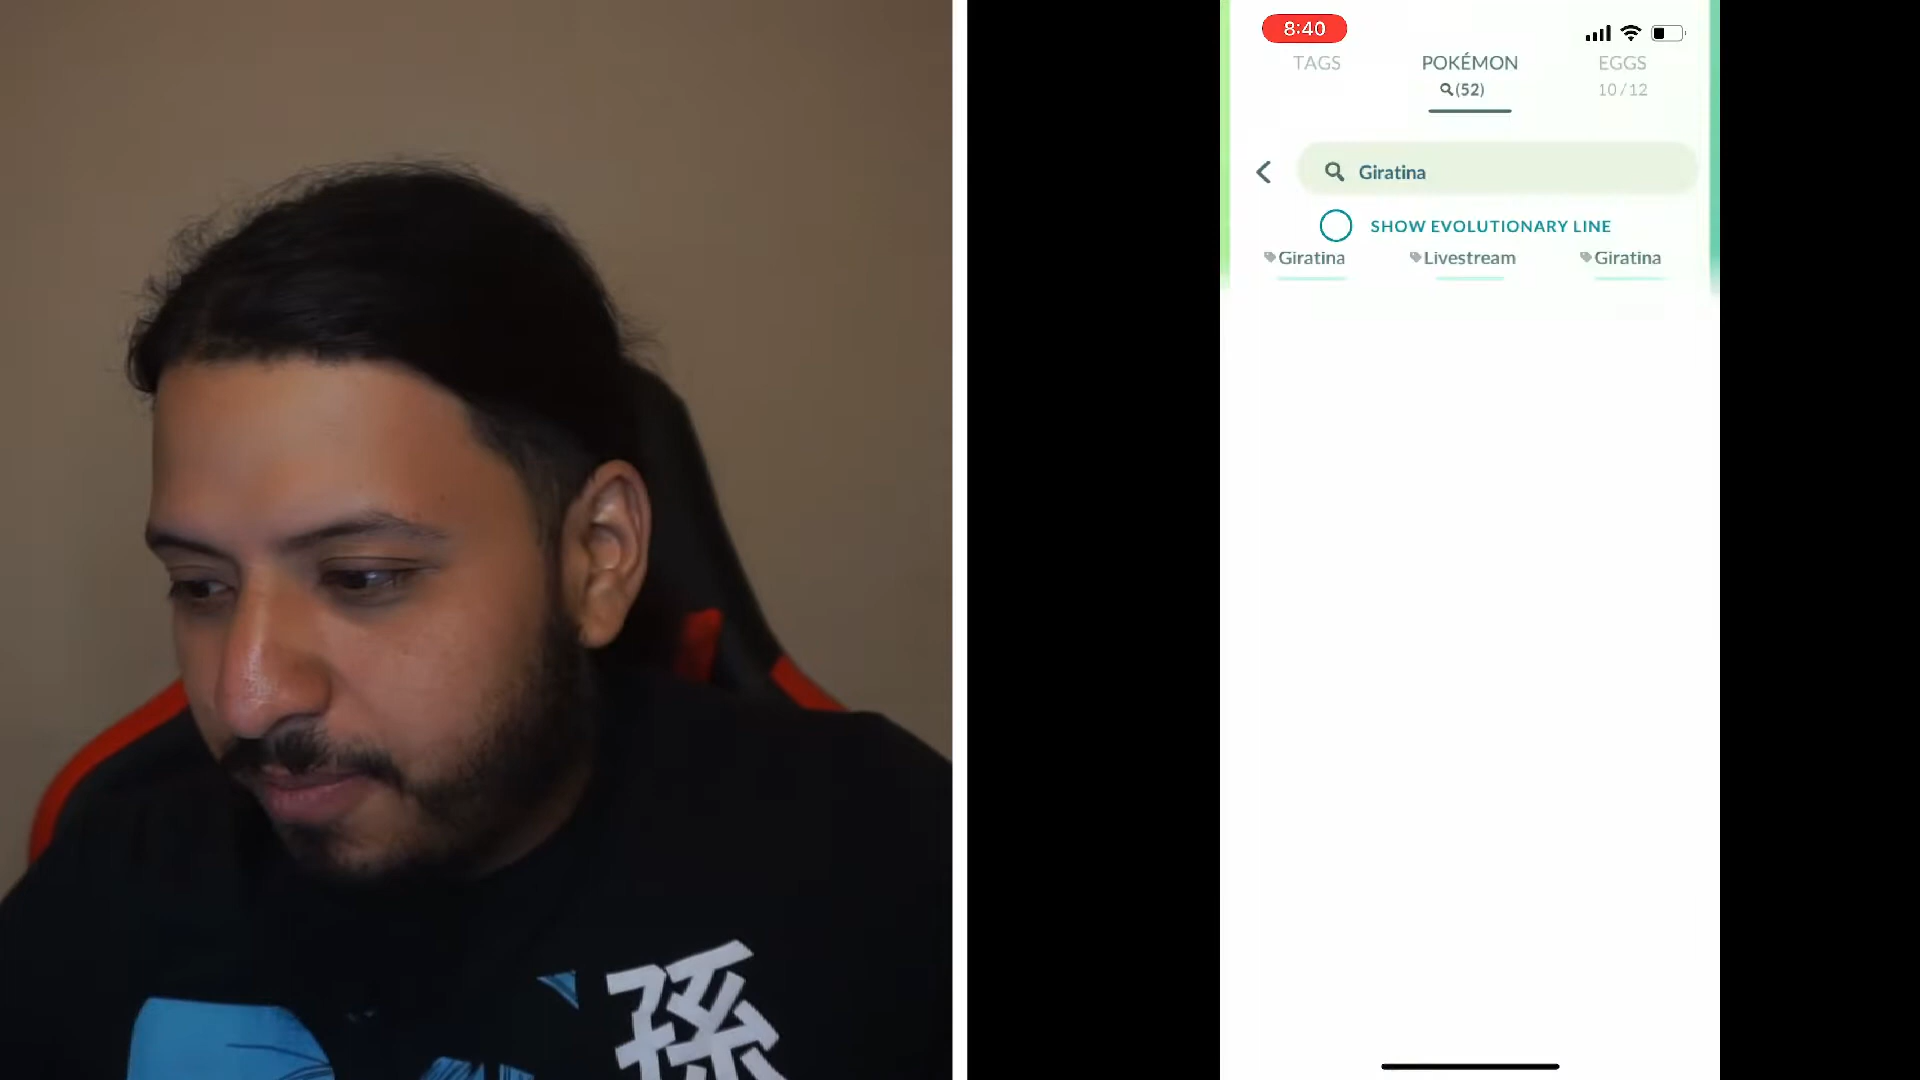 孫
8:40
TAGS
POKÉMON
EGGS
(52)
10/12
Giratina
SHOW EVOLUTIONARY LINE
Giratina
Livestream
Giratina